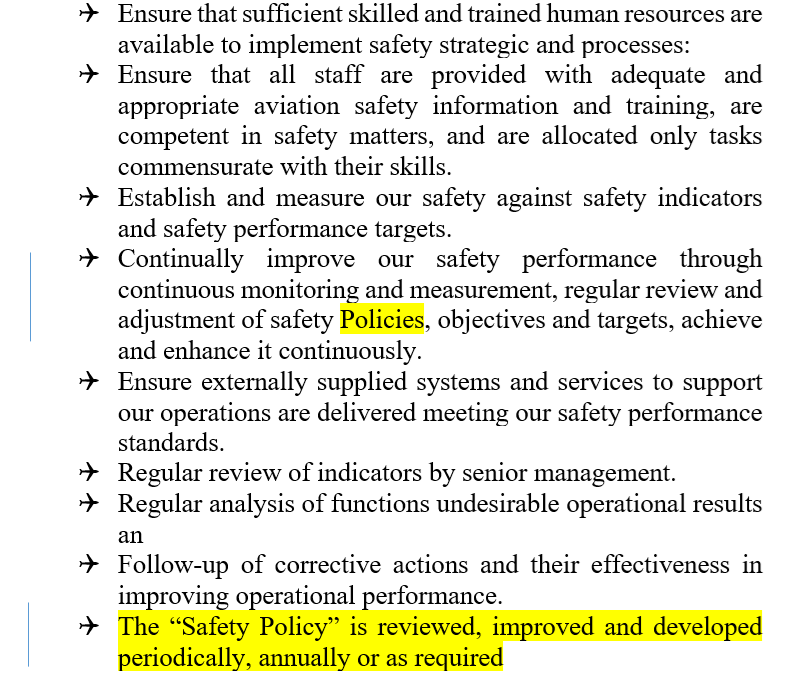 ✈ Ensure that sufficient skilled and trained human resources are
available to implement safety strategic and processes:
✈ Ensure that all staff are provided with adequate and
appropriate aviation safety information and training, are
competent in safety matters, and are allocated only tasks
commensurate with their skills.
✈ Establish and measure our safety against safety indicators
and safety performance targets.
✈ Continually improve our safety performance through
continuous monitoring and measurement, regular review and
adjustment of safety Policies, objectives and targets, achieve
and enhance it continuously.
✈ Ensure externally supplied systems and services to support
our operations are delivered meeting our safety performance
standards.
✈ Regular review of indicators by senior management.
✈ Regular analysis of functions undesirable operational results
an
✈ Follow-up of corrective actions and their effectiveness in
improving operational performance.
✈ The “Safety Policy” is reviewed, improved and developed
periodically, annually or as required